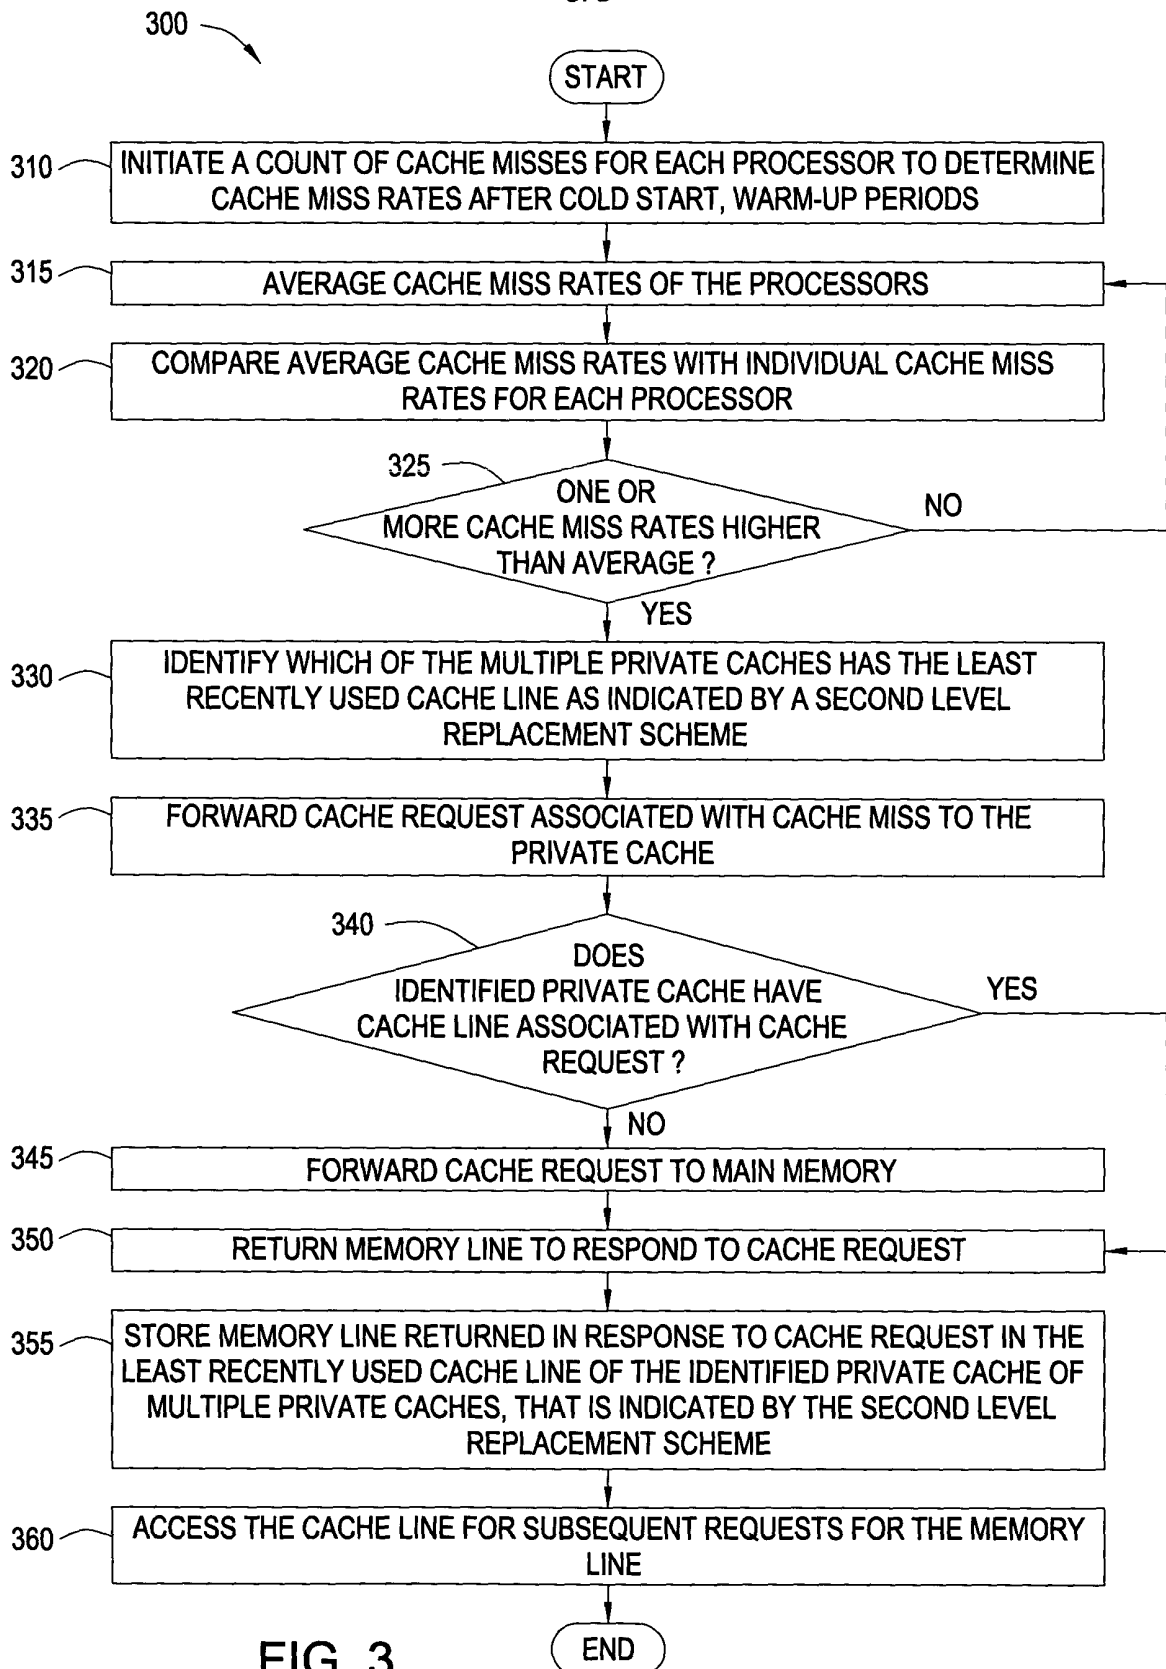 300
START
310
INITIATE A COUNT OF CACHE MISSES FOR EACH PROCESSOR TO DETERMINE
CACHE MISS RATES AFTER COLD START, WARM-UP PERIODS
315
AVERAGE CACHE MISS RATES OF THE PROCESSORS
320
COMPARE AVERAGE CACHE MISS RATES WITH INDIVIDUAL CACHE MISS
RATES FOR EACH PROCESSOR
325
ONE OR
MORE CACHE MISS RATES HIGHER
THAN AVERAGE ?
NO
YES
330
IDENTIFY WHICH OF THE MULTIPLE PRIVATE CACHES HAS THE LEAST
RECENTLY USED CACHE LINE AS INDICATED BY A SECOND LEVEL
REPLACEMENT SCHEME
335
FORWARD CACHE REQUEST ASSOCIATED WITH CACHE MISS TO THE
PRIVATE CACHE
340
DOES
IDENTIFIED PRIVATE CACHE HAVE
CACHE LINE ASSOCIATED WITH CACHE
REQUEST ?
YES
NO
345
FORWARD CACHE REQUEST TO MAIN MEMORY
350
RETURN MEMORY LINE TO RESPOND TO CACHE REQUEST
355
STORE MEMORY LINE RETURNED IN RESPONSE TO CACHE REQUEST IN THE
LEAST RECENTLY USED CACHE LINE OF THE IDENTIFIED PRIVATE CACHE OF
MULTIPLE PRIVATE CACHES, THAT IS INDICATED BY THE SECOND LEVEL
REPLACEMENT SCHEME
360
ACCESS THE CACHE LINE FOR SUBSEQUENT REQUESTS FOR THE MEMORY
LINE
END
FIG. 3